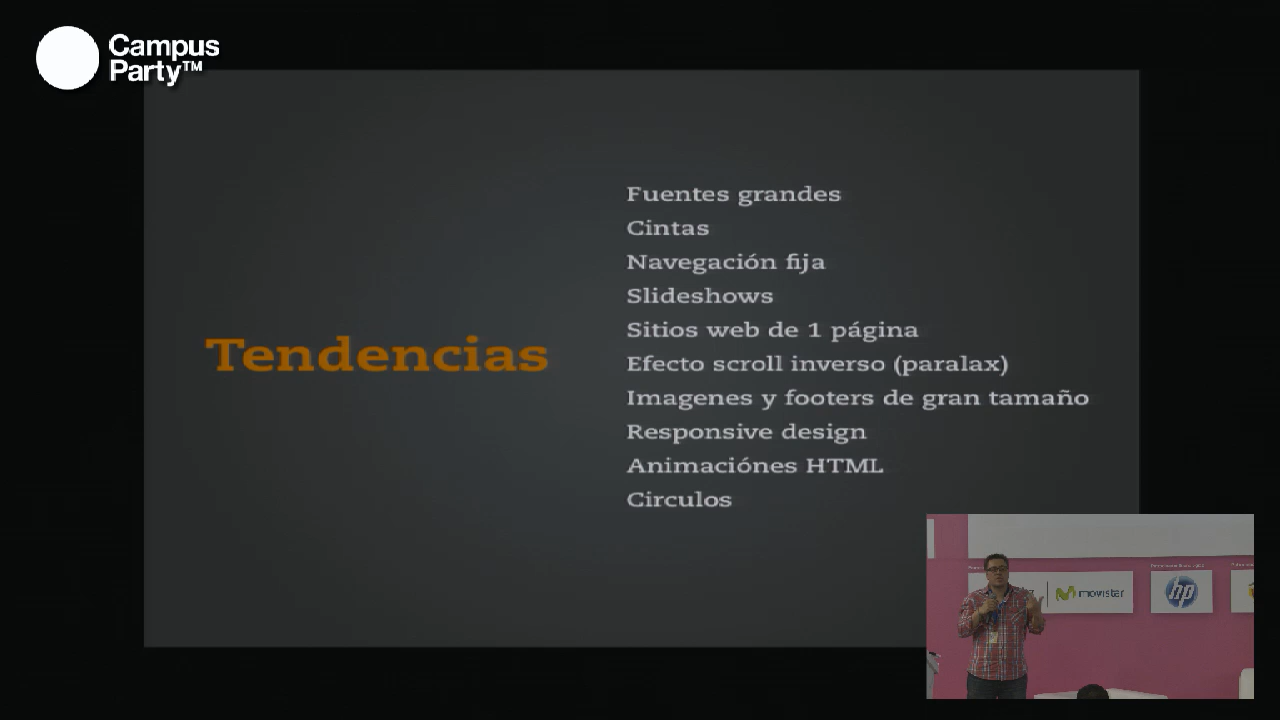 Campus
Party™
Tendencias
Fuentes grandes
Cintas
Navegación fija
Slideshows
Sitios web de 1 página
Efecto scroll inverso (paralax)
Imagenes y footers de gran tamaño
Responsive design
Animaciónes HTML
Circulos
movistar
hp